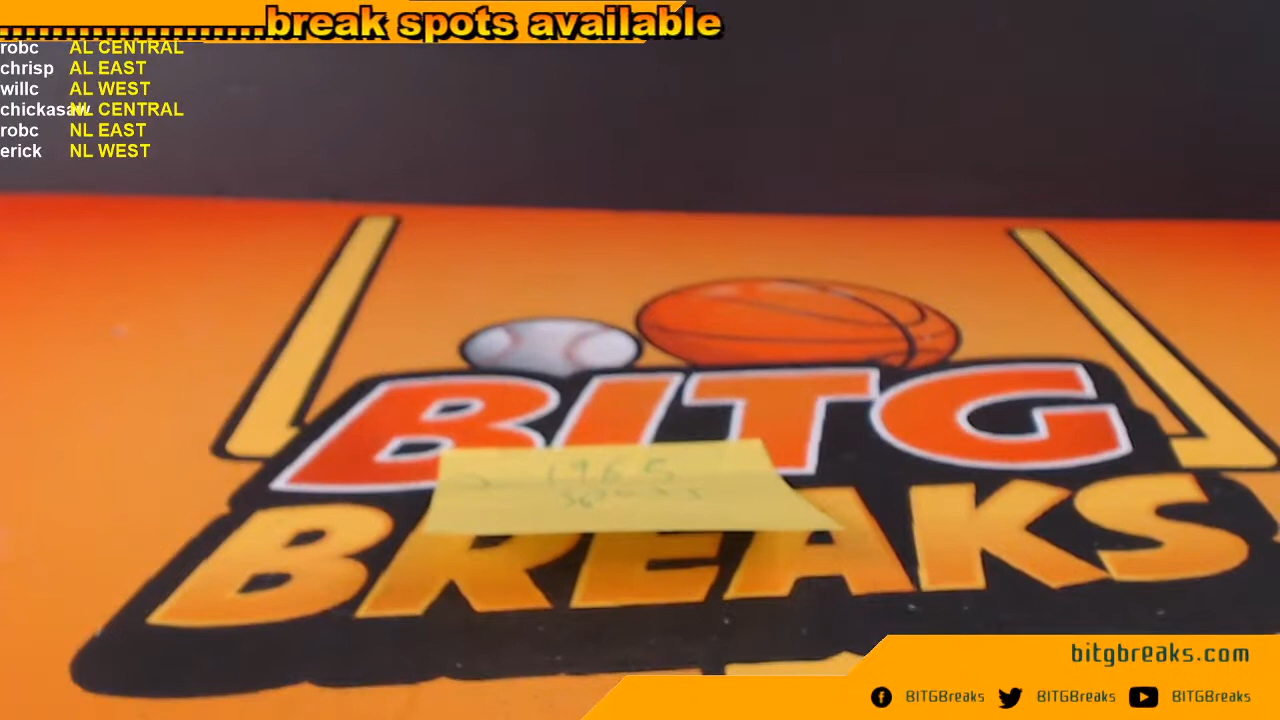 ...................break spots available
robc AL CENTRAL
chrisp AL EAST
willc AL WEST
chickasaw NL CENTRAL
robc NL EAST
erick NL WEST
BITG
BREAKS
bitgbreaks.com
BITGBreaks BITGBreaks BITGBreaks